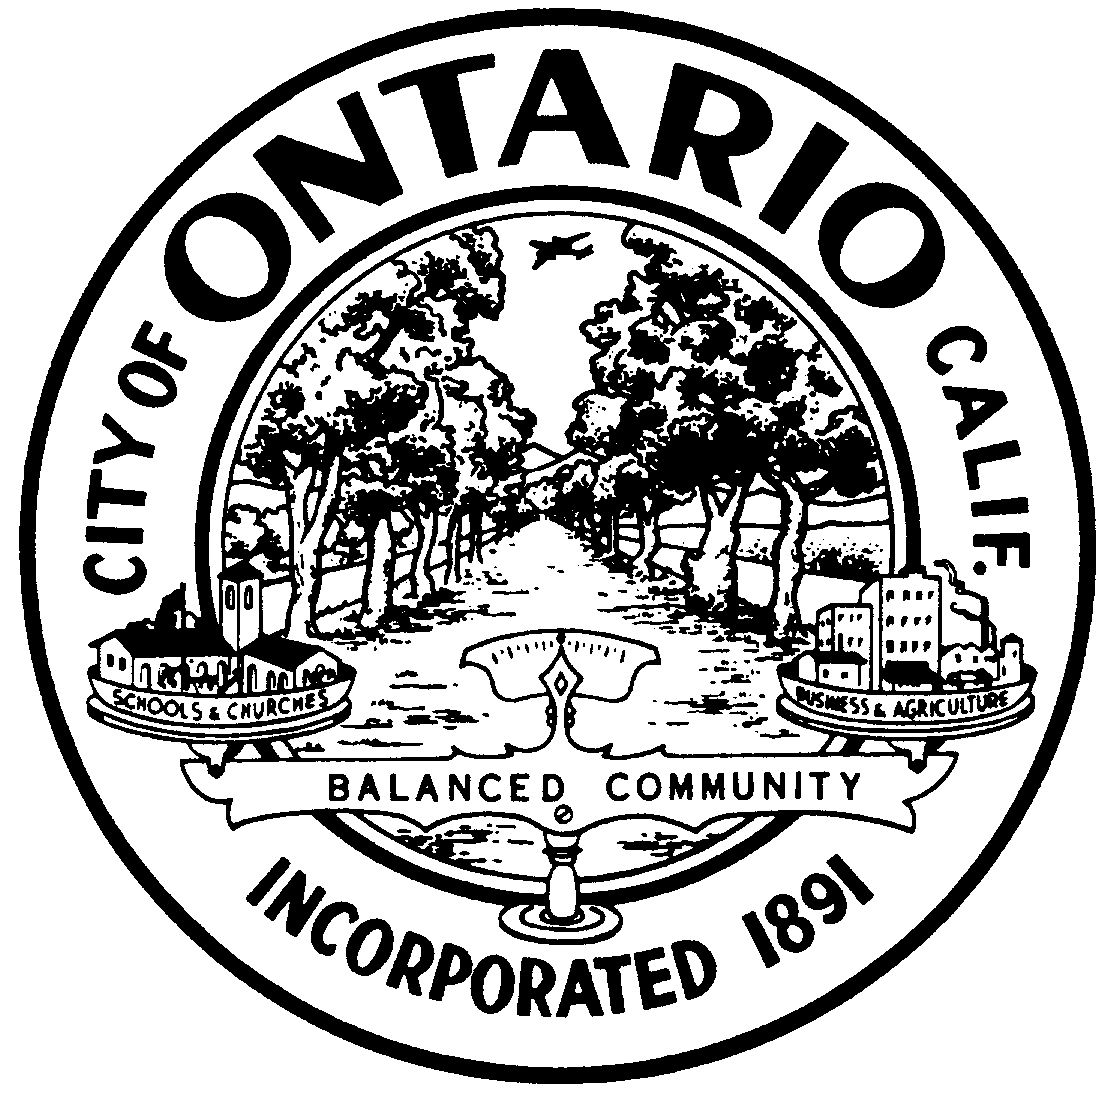 CITY OF ONTARIO CALIF.
SCHOOLS & CHURCHES
BUSINESS & AGRICULTURE
BALANCED COMMUNITY
INCORPORATED 1891